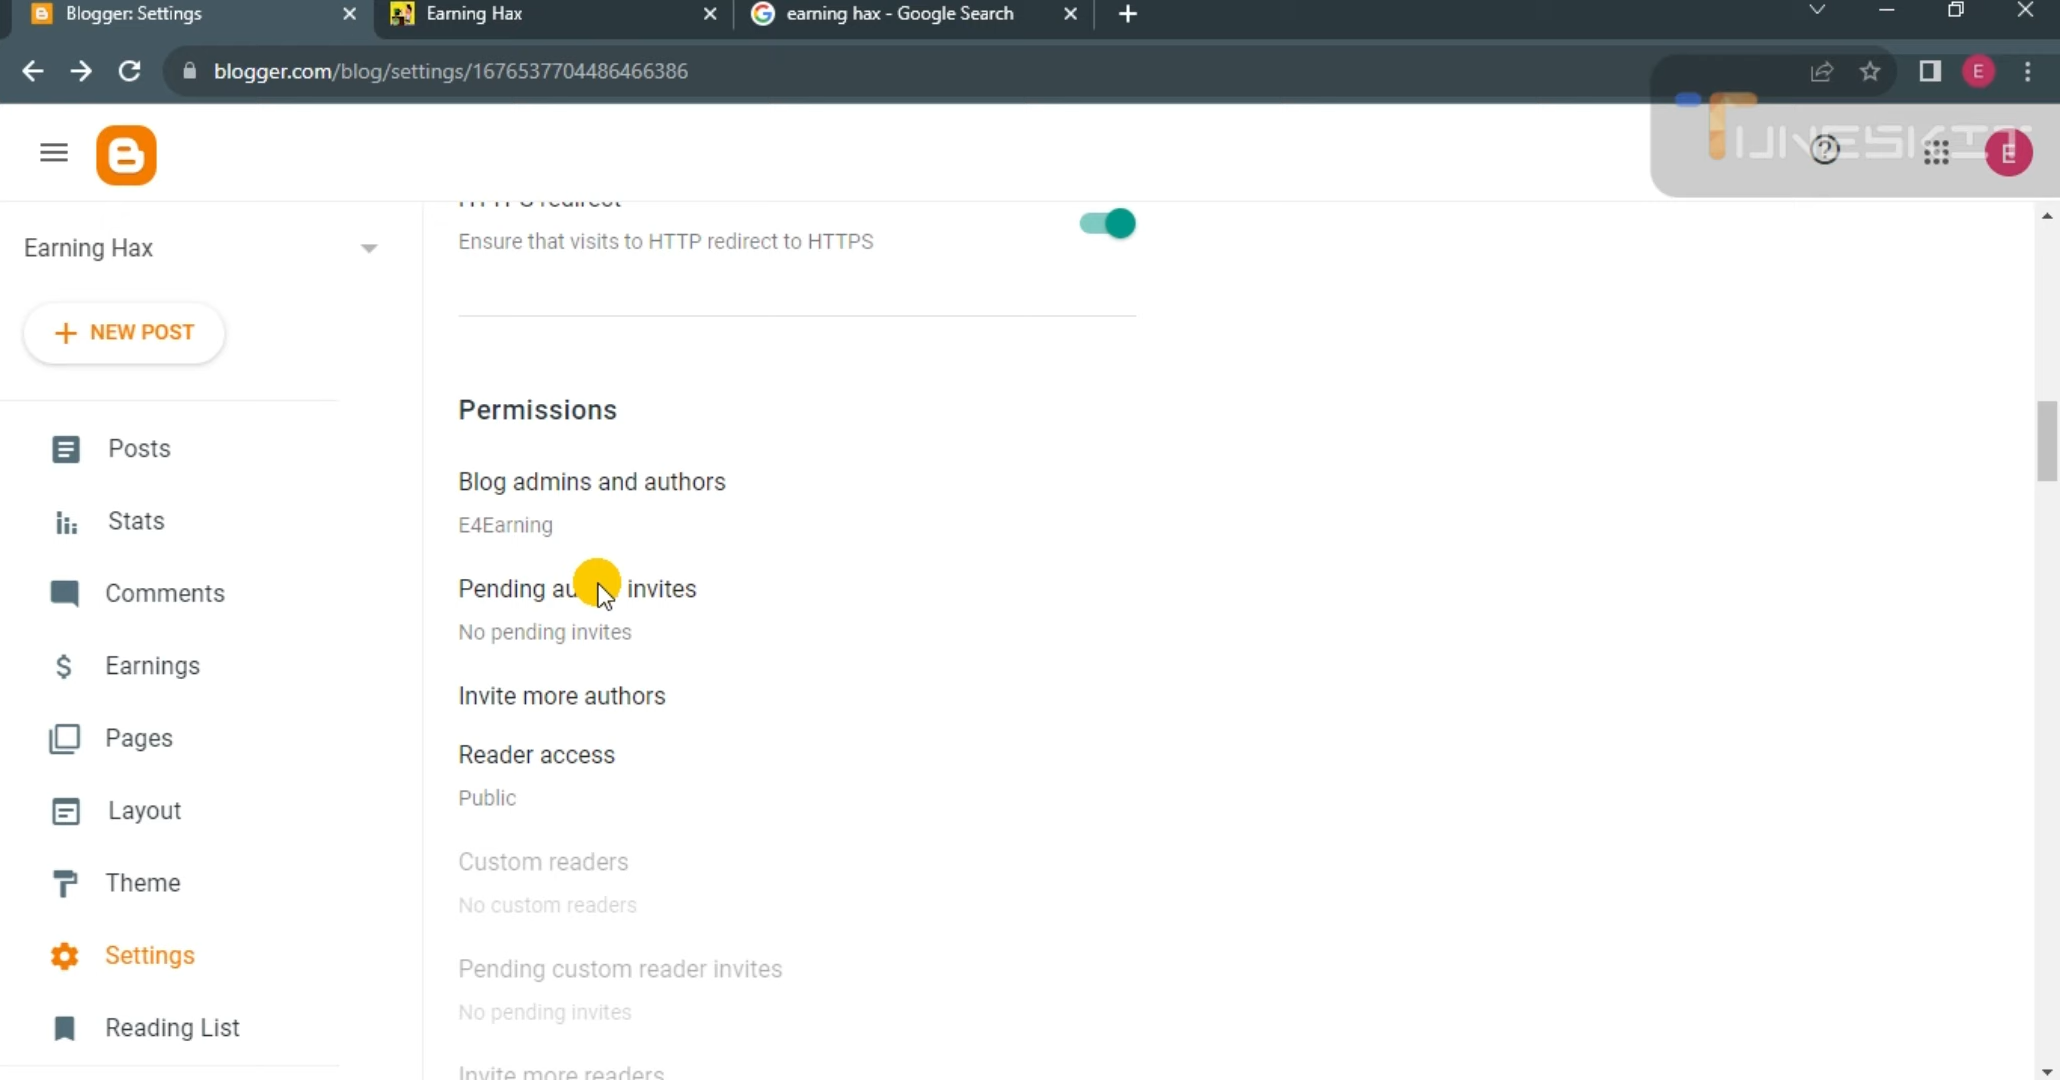 Blogger: Settings
Earning Hax
earning hax - Google Search
blogger.com/blog/settings/1676537704486466386
E
TUNESKIT
E
Earning Hax
NEW POST
Posts
Stats
Comments
Earnings
Pages
Layout
Theme
Settings
Reading List
HTTPS redirect
Ensure that visits to HTTP redirect to HTTPS
Permissions
Blog admins and authors
E4Earning
Pending au invites
No pending invites
Invite more authors
Reader access
Public
Custom readers
No custom readers
Pending custom reader invites
No pending invites
Invite more readers